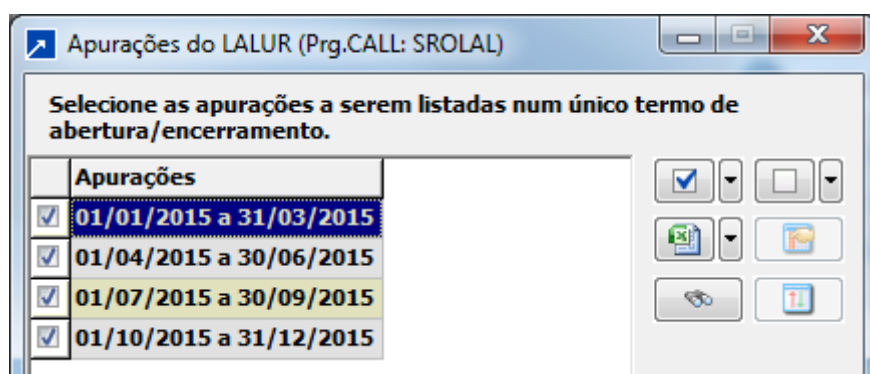 Apurações do LALUR (Prg.CALL: SROLAL)
Selecione as apurações a serem listadas num único termo de
abertura/encerramento.
Apurações
01/01/2015 a 31/03/2015
01/04/2015 a 30/06/2015
01/07/2015 a 30/09/2015
01/10/2015 a 31/12/2015